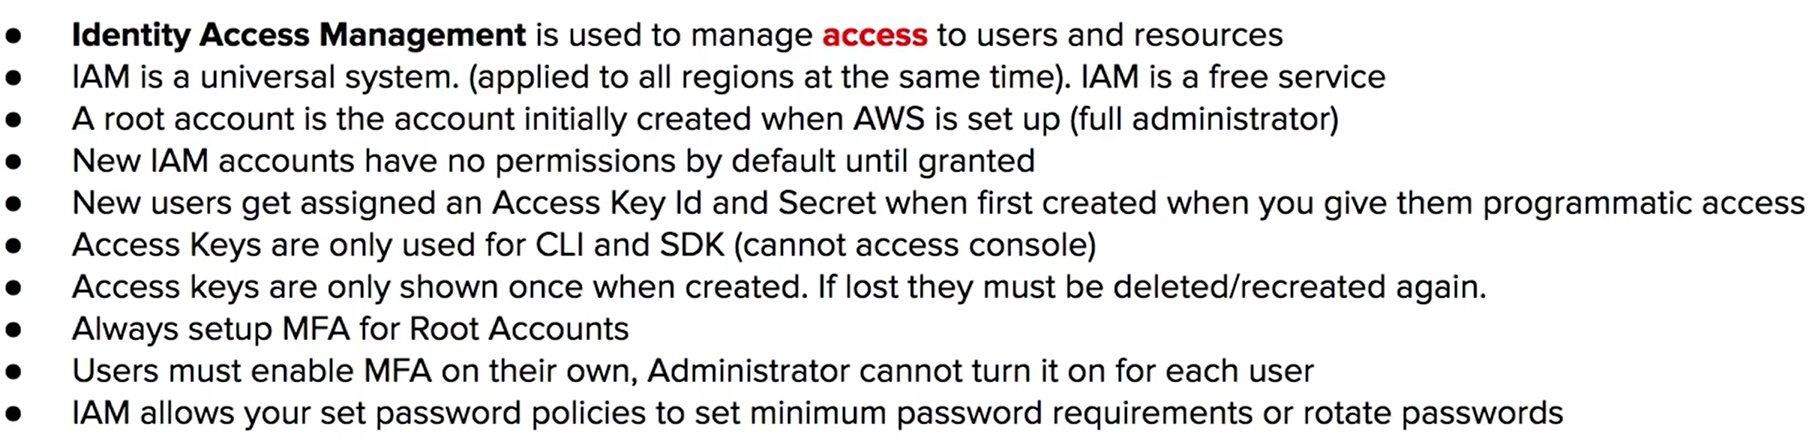 ● Identity Access Management is used to manage access to users and resources
● IAM is a universal system. (applied to all regions at the same time). IAM is a free service
● A root account is the account initially created when AWS is set up (full administrator)
● New IAM accounts have no permissions by default until granted
● New users get assigned an Access Key Id and Secret when first created when you give them programmatic access
● Access Keys are only used for CLI and SDK (cannot access console)
● Access keys are only shown once when created. If lost they must be deleted/recreated again.
● Always setup MFA for Root Accounts
● Users must enable MFA on their own, Administrator cannot turn it on for each user
● IAM allows your set password policies to set minimum password requirements or rotate passwords